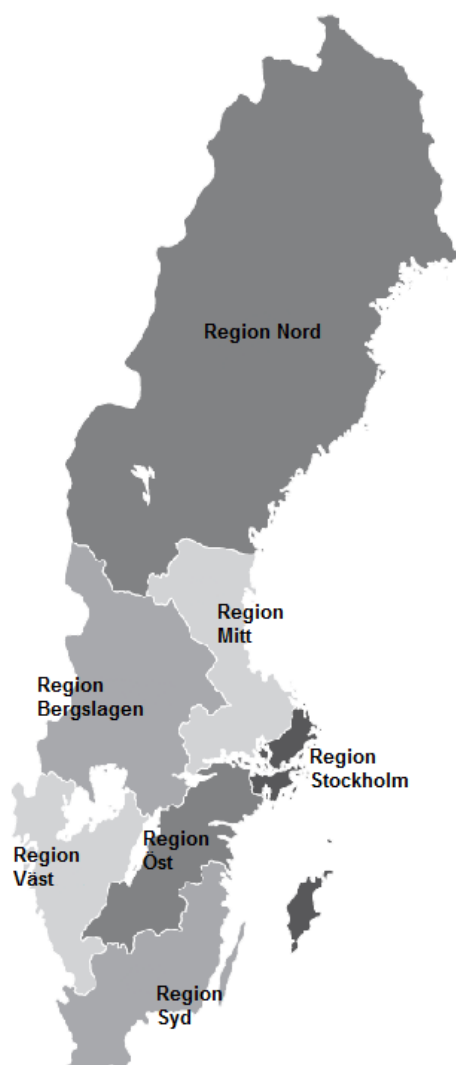 Region Nord
Region
Mitt
Region
Bergslagen
Region
Stockholm
Region
Öst
Region
Väst
Region
Syd